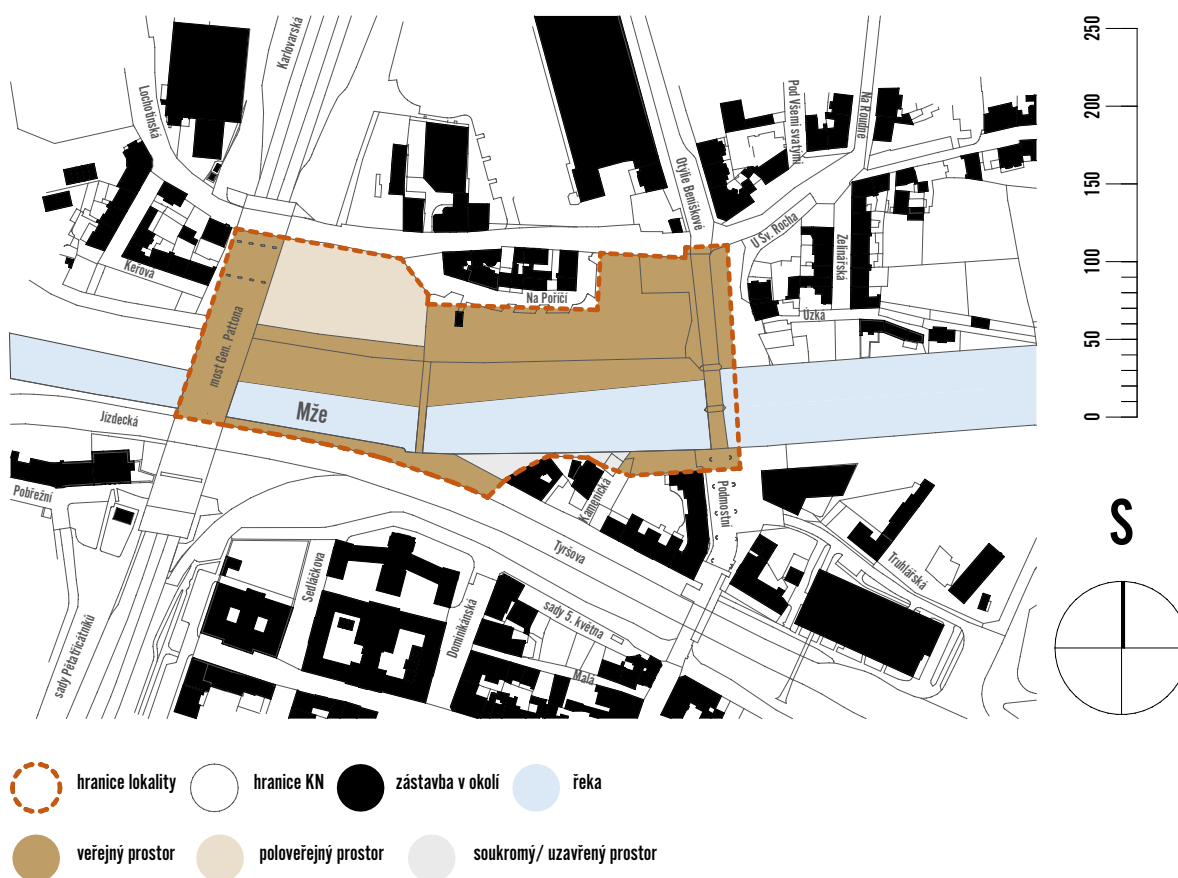 Karlovarská
Lochotínská
Otýlie Beníškové
Pod Všemi svatými
Na Roudné
U Sv. Rocha
Zelinářská
Kerova
Na Poříčí
Úzká
most Gen. Pattona
Mže
Jízdecká
Pobřežní
Kamenická
Podmostní
Tyršova
Truhlářská
Sedláčkova
Dominikánská
sady 5. května
Malá
sady Pětatřicátníků
250
200
150
100
50
0
S
hranice lokality
hranice KN
zástavba v okolí
řeka
veřejný prostor
poloveřejný prostor
soukromý/ uzavřený prostor